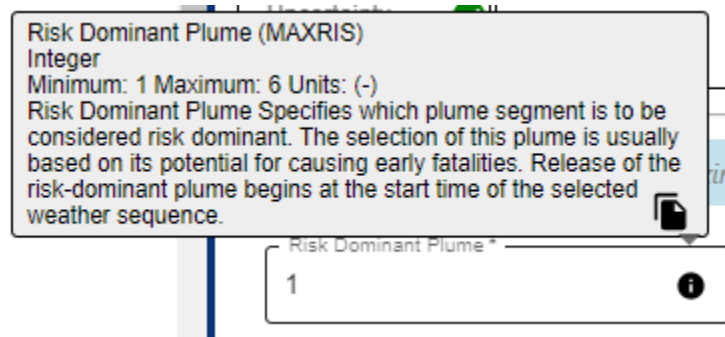 Risk Dominant Plume (MAXRIS)
Integer
Minimum: 1 Maximum: 6 Units: (-)
Risk Dominant Plume Specifies which plume segment is to be
considered risk dominant. The selection of this plume is usually
based on its potential for causing early fatalities. Release of the
risk-dominant plume begins at the start time of the selected
weather sequence.
Risk Dominant Plume *
1